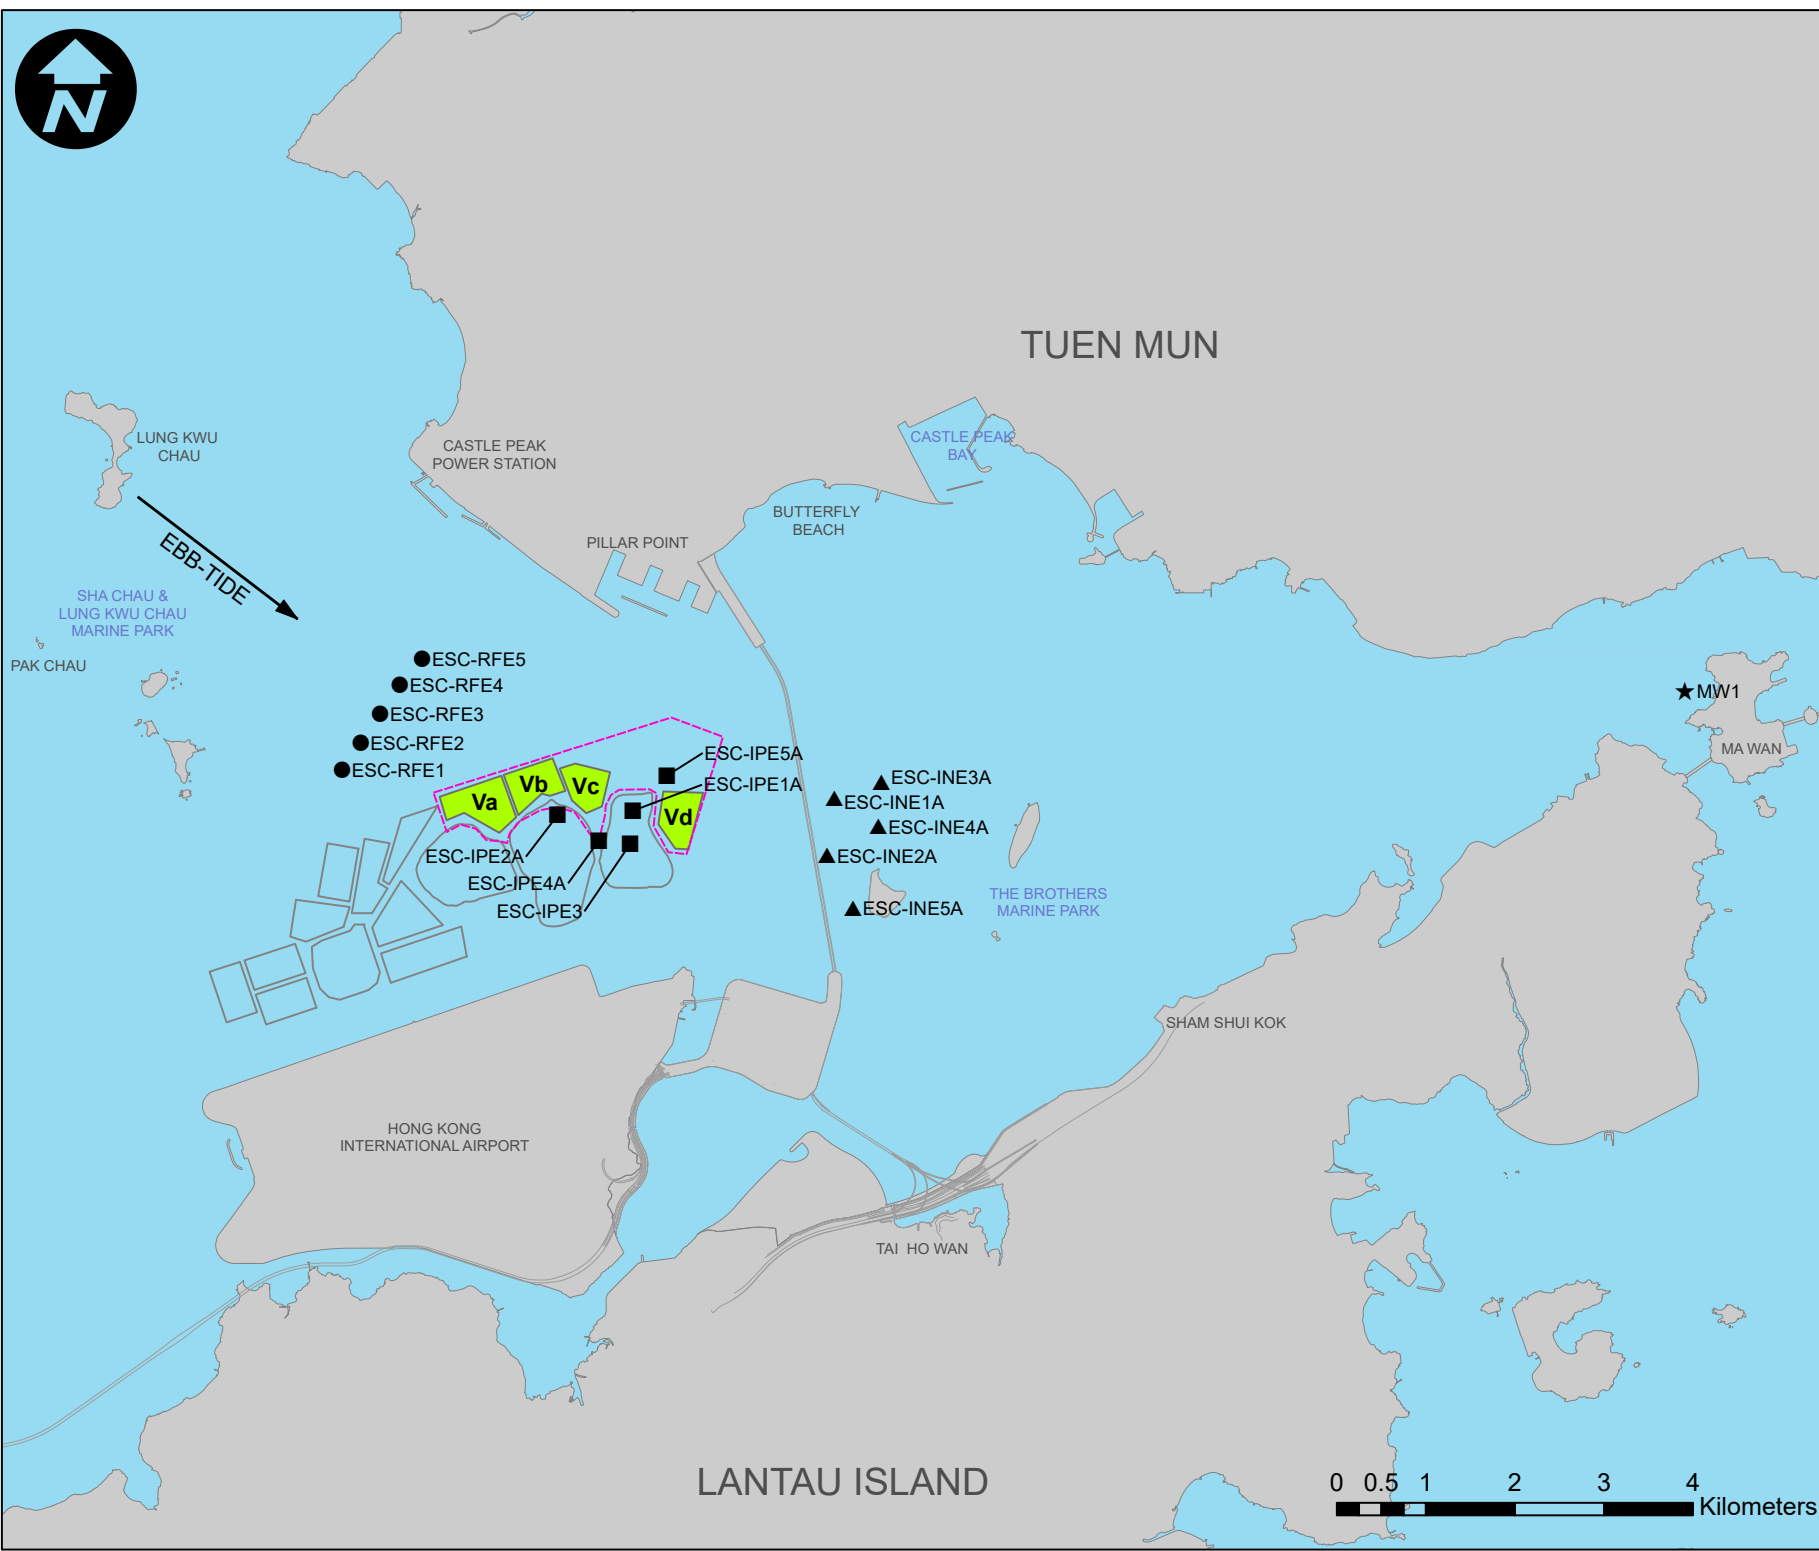 N
TUEN MUN
CASTLE PEAK
BAY
LUNG KWU
CHAU
CASTLE PEAK
POWER STATION
BUTTERFLY
BEACH
PILLAR POINT
EBB-TIDE
SHA CHAU &
LUNG KWU CHAU
MARINE PARK
PAK CHAU
ESC-RFE5
ESC-RFE4
ESC-RFE3
ESC-RFE2
ESC-RFE1
MW1
MA WAN
ESC-IPE5A
ESC-IPE1A
Va
Vb
Vc
Vd
ESC-INE3A
ESC-INE1A
ESC-INE4A
ESC-INE2A
ESC-INE5A
ESC-IPE2A
ESC-IPE4A
ESC-IPE3
THE BROTHERS
MARINE PARK
SHAM SHUI KOK
HONG KONG
INTERNATIONAL AIRPORT
TAI HO WAN
LANTAU ISLAND
0 0.5 1 2 3 4
Kilometers